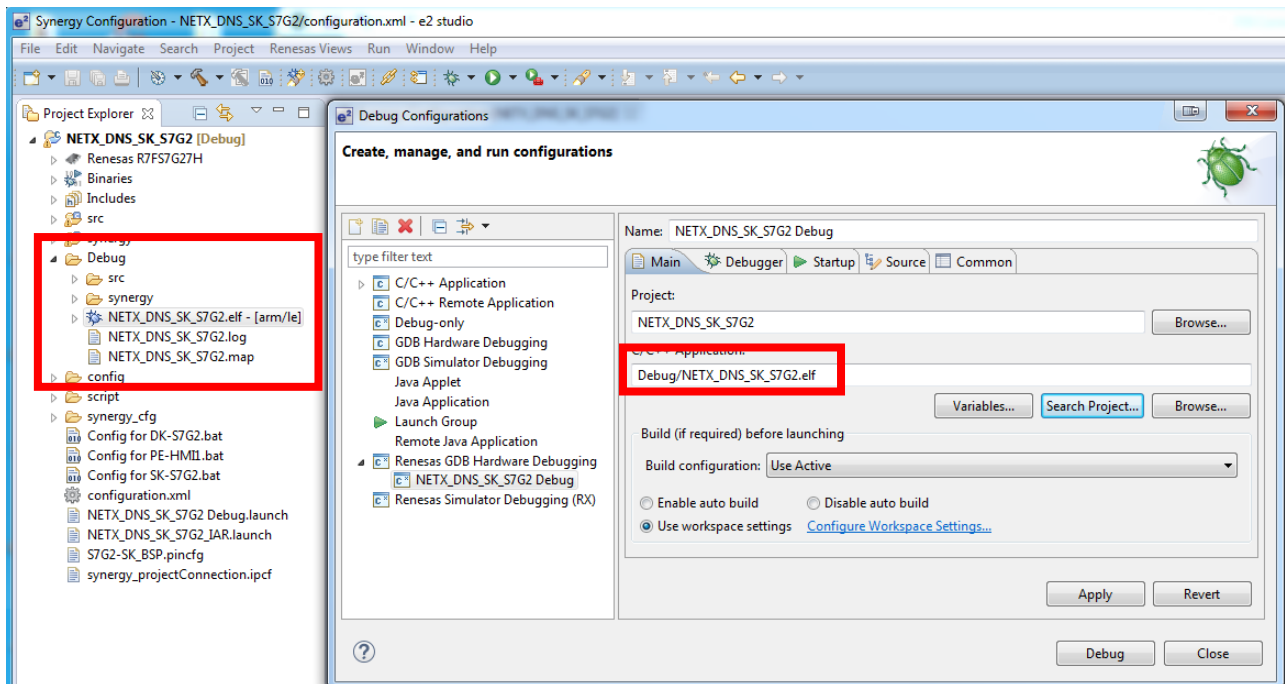 Synergy Configuration - NETX_DNS_SK_S7G2/configuration.xml - e2 studio
File Edit Navigate Search Project Renesas Views Run Window Help
Project Explorer
NETX_DNS_SK_S7G2 [Debug]
Renesas R7FS7G27H
Binaries
Includes
src
synergy
Debug
src
synergy
NETX_DNS_SK_S7G2.elf - [arm/le]
NETX_DNS_SK_S7G2.log
NETX_DNS_SK_S7G2.map
config
script
synergy_cfg
Config for DK-S7G2.bat
Config for PE-HMI1.bat
Config for SK-S7G2.bat
configuration.xml
NETX_DNS_SK_S7G2 Debug.launch
NETX_DNS_SK_S7G2_IAR.launch
S7G2-SK_BSP.pincfg
synergy_projectConnection.ipcf
Debug Configurations
Create, manage, and run configurations
type filter text
C/C++ Application
C/C++ Remote Application
Debug-only
GDB Hardware Debugging
GDB Simulator Debugging
Java Applet
Java Application
Launch Group
Remote Java Application
Renesas GDB Hardware Debugging
NETX_DNS_SK_S7G2 Debug
Renesas Simulator Debugging (RX)
Name: NETX_DNS_SK_S7G2 Debug
Main Debugger Startup Source Common
Project:
NETX_DNS_SK_S7G2 Browse...
C/C++ Application:
Debug/NETX_DNS_SK_S7G2.elf
Variables... Search Project... Browse...
Build (if required) before launching
Build configuration: Use Active
Enable auto build Disable auto build
Use workspace settings Configure Workspace Settings...
Apply Revert
Debug Close